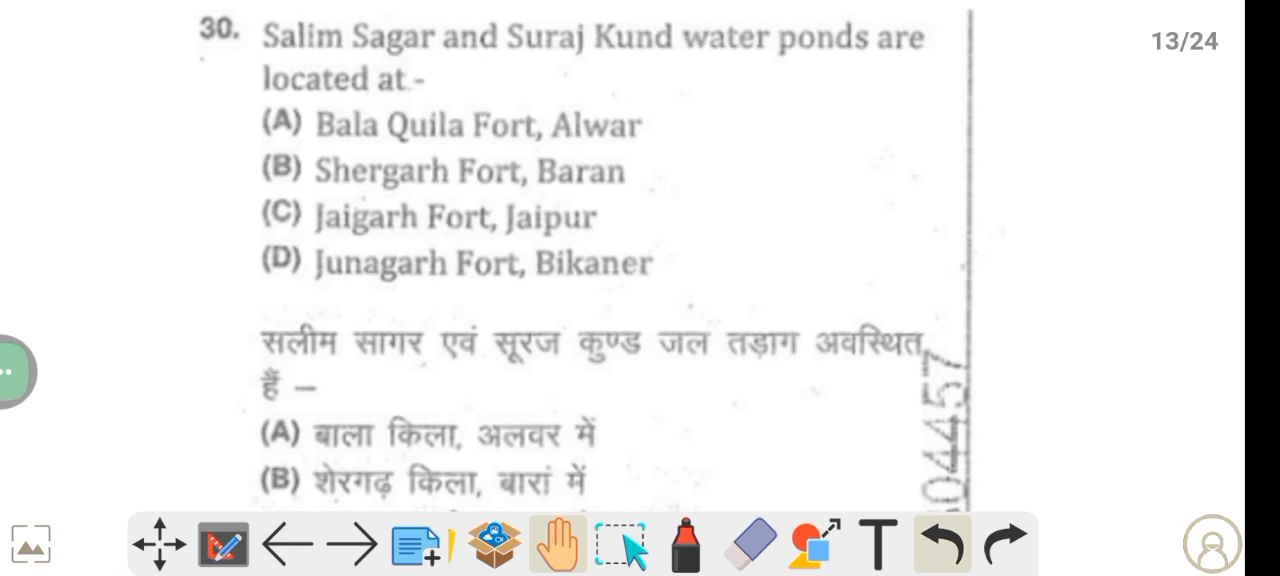 30. Salim Sagar and Suraj Kund water ponds are
located at -
(A) Bala Quila Fort, Alwar
(B) Shergarh Fort, Baran
(C) Jaigarh Fort, Jaipur
(D) Junagarh Fort, Bikaner
सलीम सागर एवं सूरज कुण्ड जल तड़ाग अवस्थित
हैं –
(A) बाला किला, अलवर में
(B) शेरगढ़ किला, बारां में
13/24
04457
T